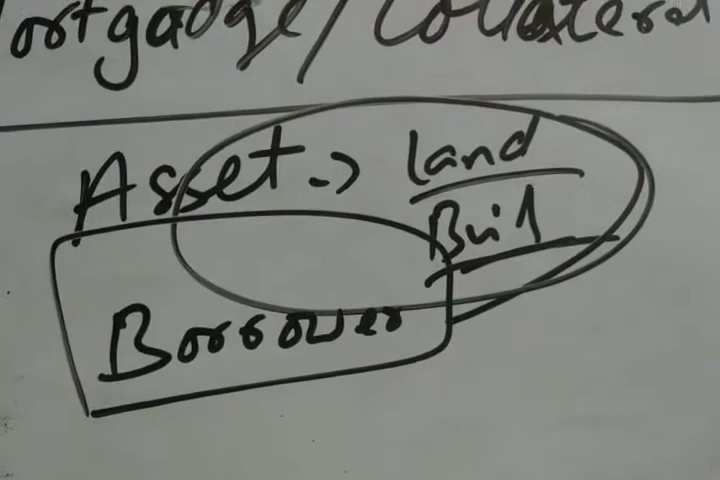 ortgadge/Collateral
Asset -> land
Buil
Borrower